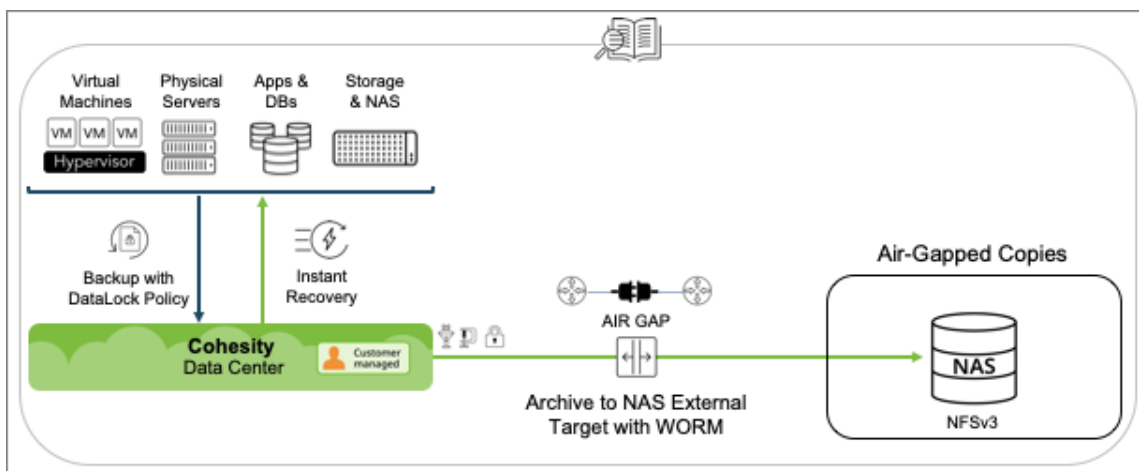 Virtual
Machines
Physical
Servers
Apps &
DBs
Storage
& NAS
VM VM VM
Hypervisor
Backup with
DataLock Policy
Instant
Recovery
Cohesity
Data Center
Customer
managed
AIR GAP
Archive to NAS External
Target with WORM
Air-Gapped Copies
NAS
NFSv3